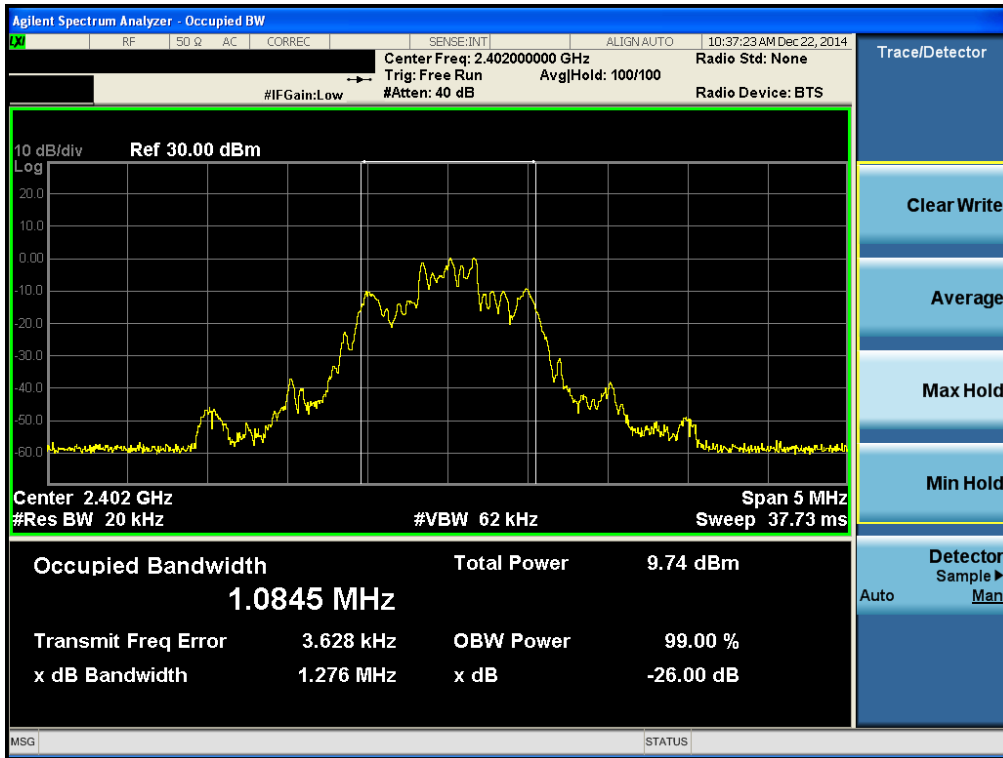 Agilent Spectrum Analyzer - Occupied BW
LXI RF 50 Ω AC CORREC SENSE:INT ALIGN AUTO 10:37:23 AM Dec 22, 2014
Center Freq: 2.402000000 GHz Radio Std: None
Trig: Free Run Avg|Hold: 100/100
#IFGain:Low #Atten: 40 dB Radio Device: BTS
10 dB/div Ref 30.00 dBm
Log
20.0
10.0
0.00
-10.0
-20.0
-30.0
-40.0
-50.0
-60.0
Center 2.402 GHz Span 5 MHz
#Res BW 20 kHz #VBW 62 kHz Sweep 37.73 ms
Occupied Bandwidth Total Power 9.74 dBm
1.0845 MHz
Transmit Freq Error 3.628 kHz OBW Power 99.00 %
x dB Bandwidth 1.276 MHz x dB -26.00 dB
MSG STATUS
Trace/Detector
Clear Write
Average
Max Hold
Min Hold
Detector
Sample▶
Auto Man